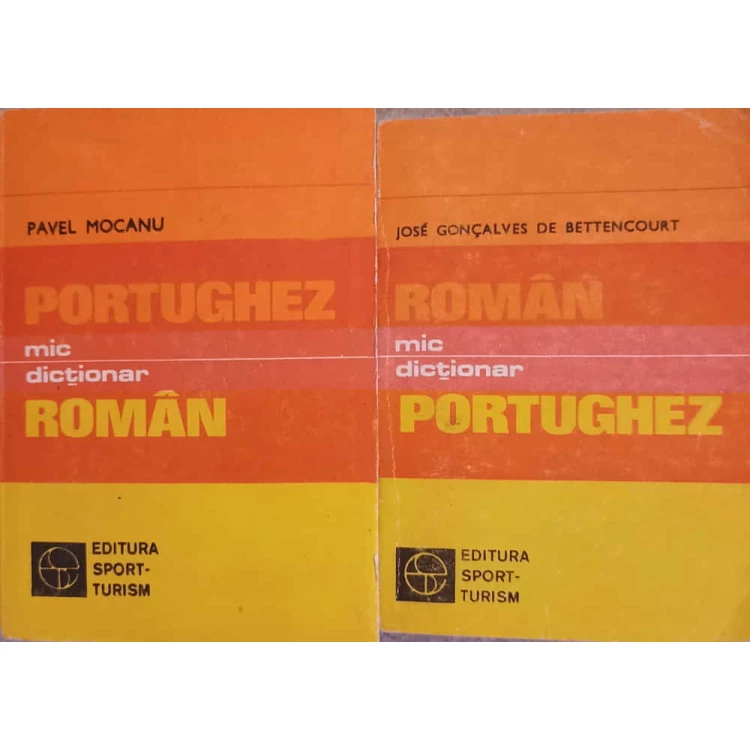 PAVEL MOCANU
PORTUGHEZ
mic
dicționar
ROMÂN
EDITURA
SPORT-
TURISM
JOSÉ GONÇALVES DE BETTENCOURT
ROMÂN
mic
dicționar
PORTUGHEZ
EDITURA
SPORT-
TURISM